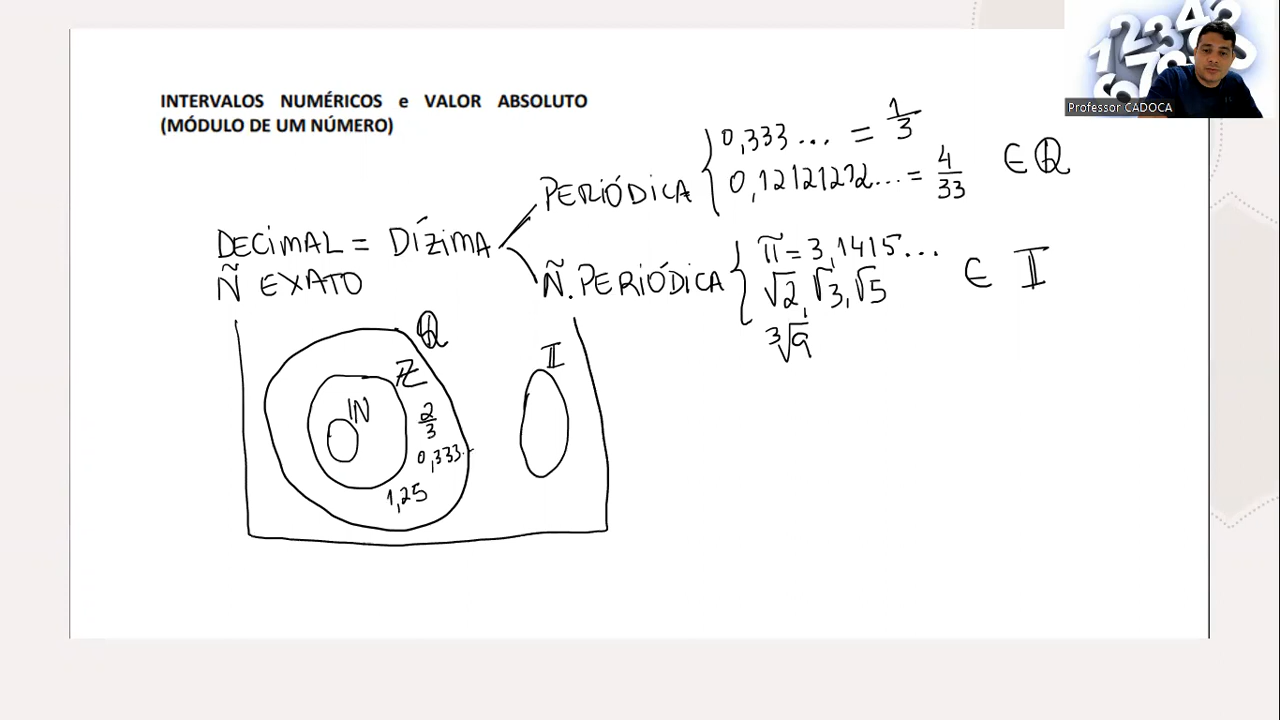 INTERVALOS NUMÉRICOS e VALOR ABSOLUTO
(MÓDULO DE UM NÚMERO)
Professor CADOCA
DECIMAL = DÍZIMA
Ñ EXATO
PERIÓDICA { 0,333... = 1/3
0,12121212... = 4/33 ∈ ℚ
Ñ. PERIÓDICA { π = 3,1415...
√2, √3, √5 ∈ 𝕀
³√9
ℚ
ℤ
ℕ
2/3
0,333..
1,25
𝕀